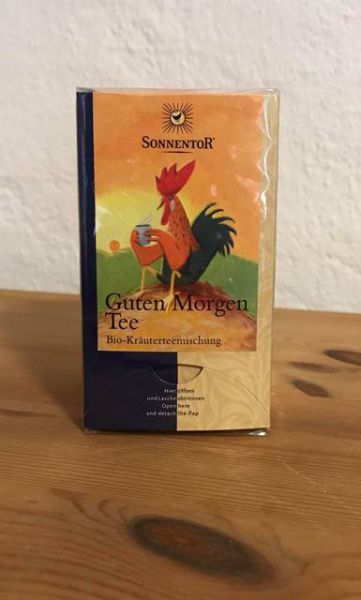 SONNENTOR
Guten Morgen
Tee
Bio-Kräuterteemischung
Hier öffnen
und Lasche abtrennen
Open here
and detach the flap